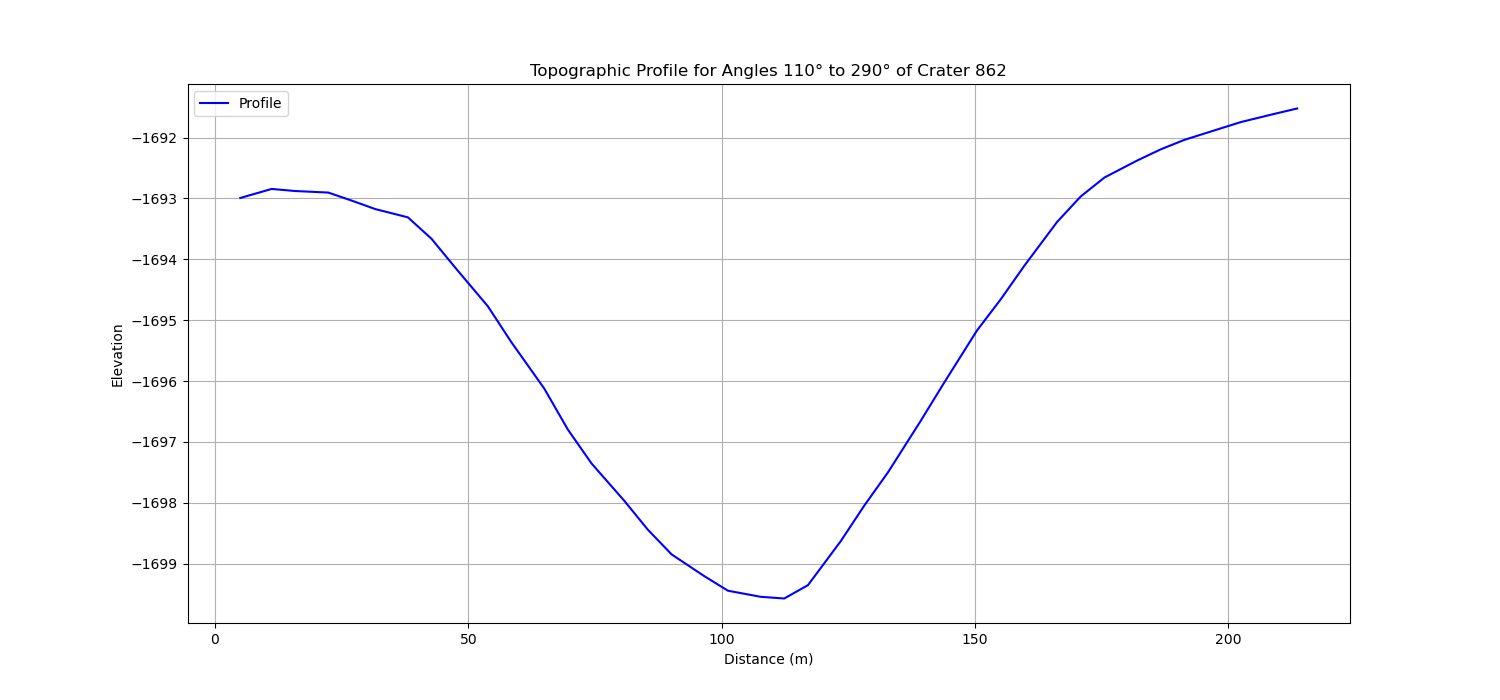 Topographic Profile for Angles 110° to 290° of Crater 862
Profile
−1692
−1693
−1694
−1695
−1696
−1697
−1698
−1699
Elevation
0 50 100 150 200
Distance (m)